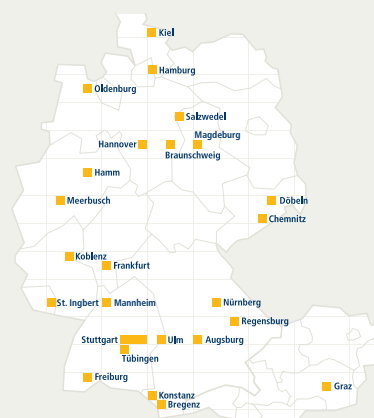 Kiel
Hamburg
Oldenburg
Salzwedel
Magdeburg
Hannover
Braunschweig
Hamm
Meerbusch
Döbeln
Chemnitz
Koblenz
Frankfurt
St. Ingbert
Mannheim
Nürnberg
Regensburg
Stuttgart
Ulm
Augsburg
Tübingen
Freiburg
Graz
Konstanz
Bregenz